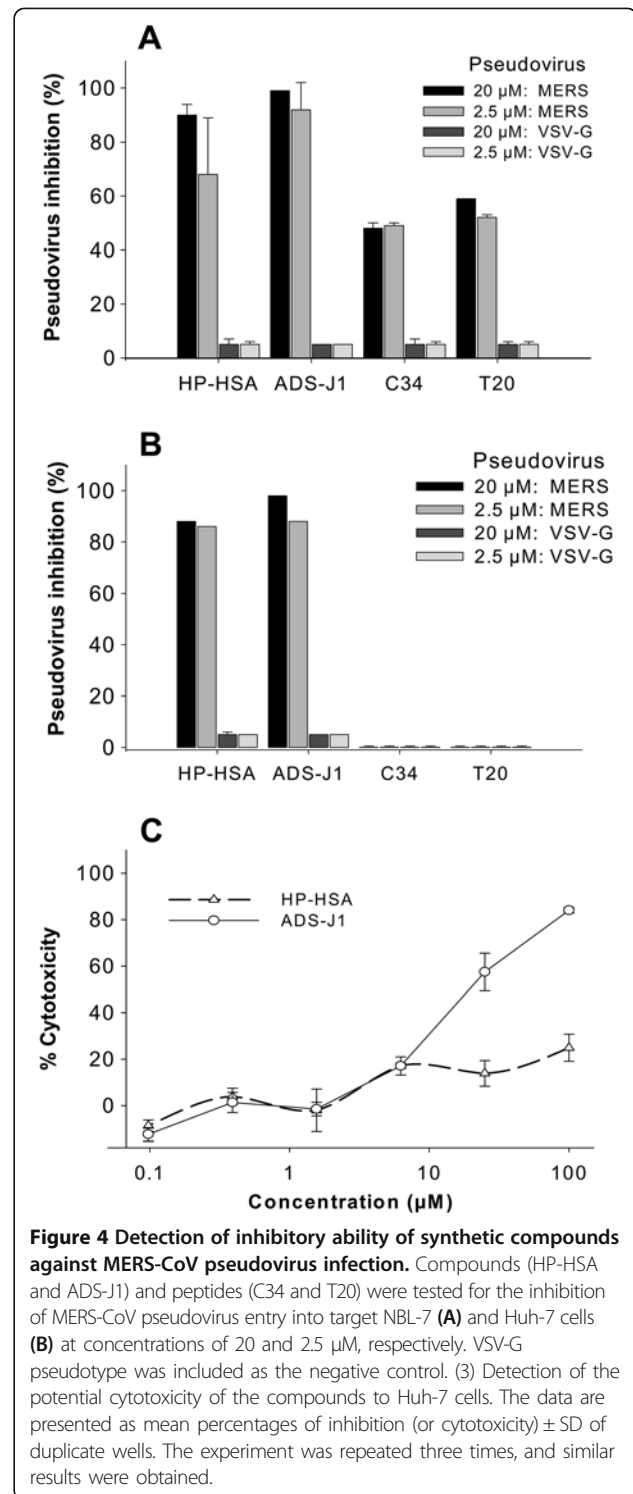 A
Pseudovirus
20 µM: MERS
2.5 µM: MERS
20 µM: VSV-G
2.5 µM: VSV-G
Pseudovirus inhibition (%)
100
80
60
40
20
0
HP-HSA ADS-J1 C34 T20
B
Pseudovirus
20 µM: MERS
2.5 µM: MERS
20 µM: VSV-G
2.5 µM: VSV-G
Pseudovirus inhibition (%)
100
80
60
40
20
0
HP-HSA ADS-J1 C34 T20
C
HP-HSA
ADS-J1
% Cytotoxicity
100
80
60
40
20
0
0.1 1 10 100
Concentration (µM)
Figure 4 Detection of inhibitory ability of synthetic compounds
against MERS-CoV pseudovirus infection. Compounds (HP-HSA
and ADS-J1) and peptides (C34 and T20) were tested for the inhibition
of MERS-CoV pseudovirus entry into target NBL-7 (A) and Huh-7 cells
(B) at concentrations of 20 and 2.5 µM, respectively. VSV-G
pseudotype was included as the negative control. (3) Detection of the
potential cytotoxicity of the compounds to Huh-7 cells. The data are
presented as mean percentages of inhibition (or cytotoxicity) ± SD of
duplicate wells. The experiment was repeated three times, and similar
results were obtained.